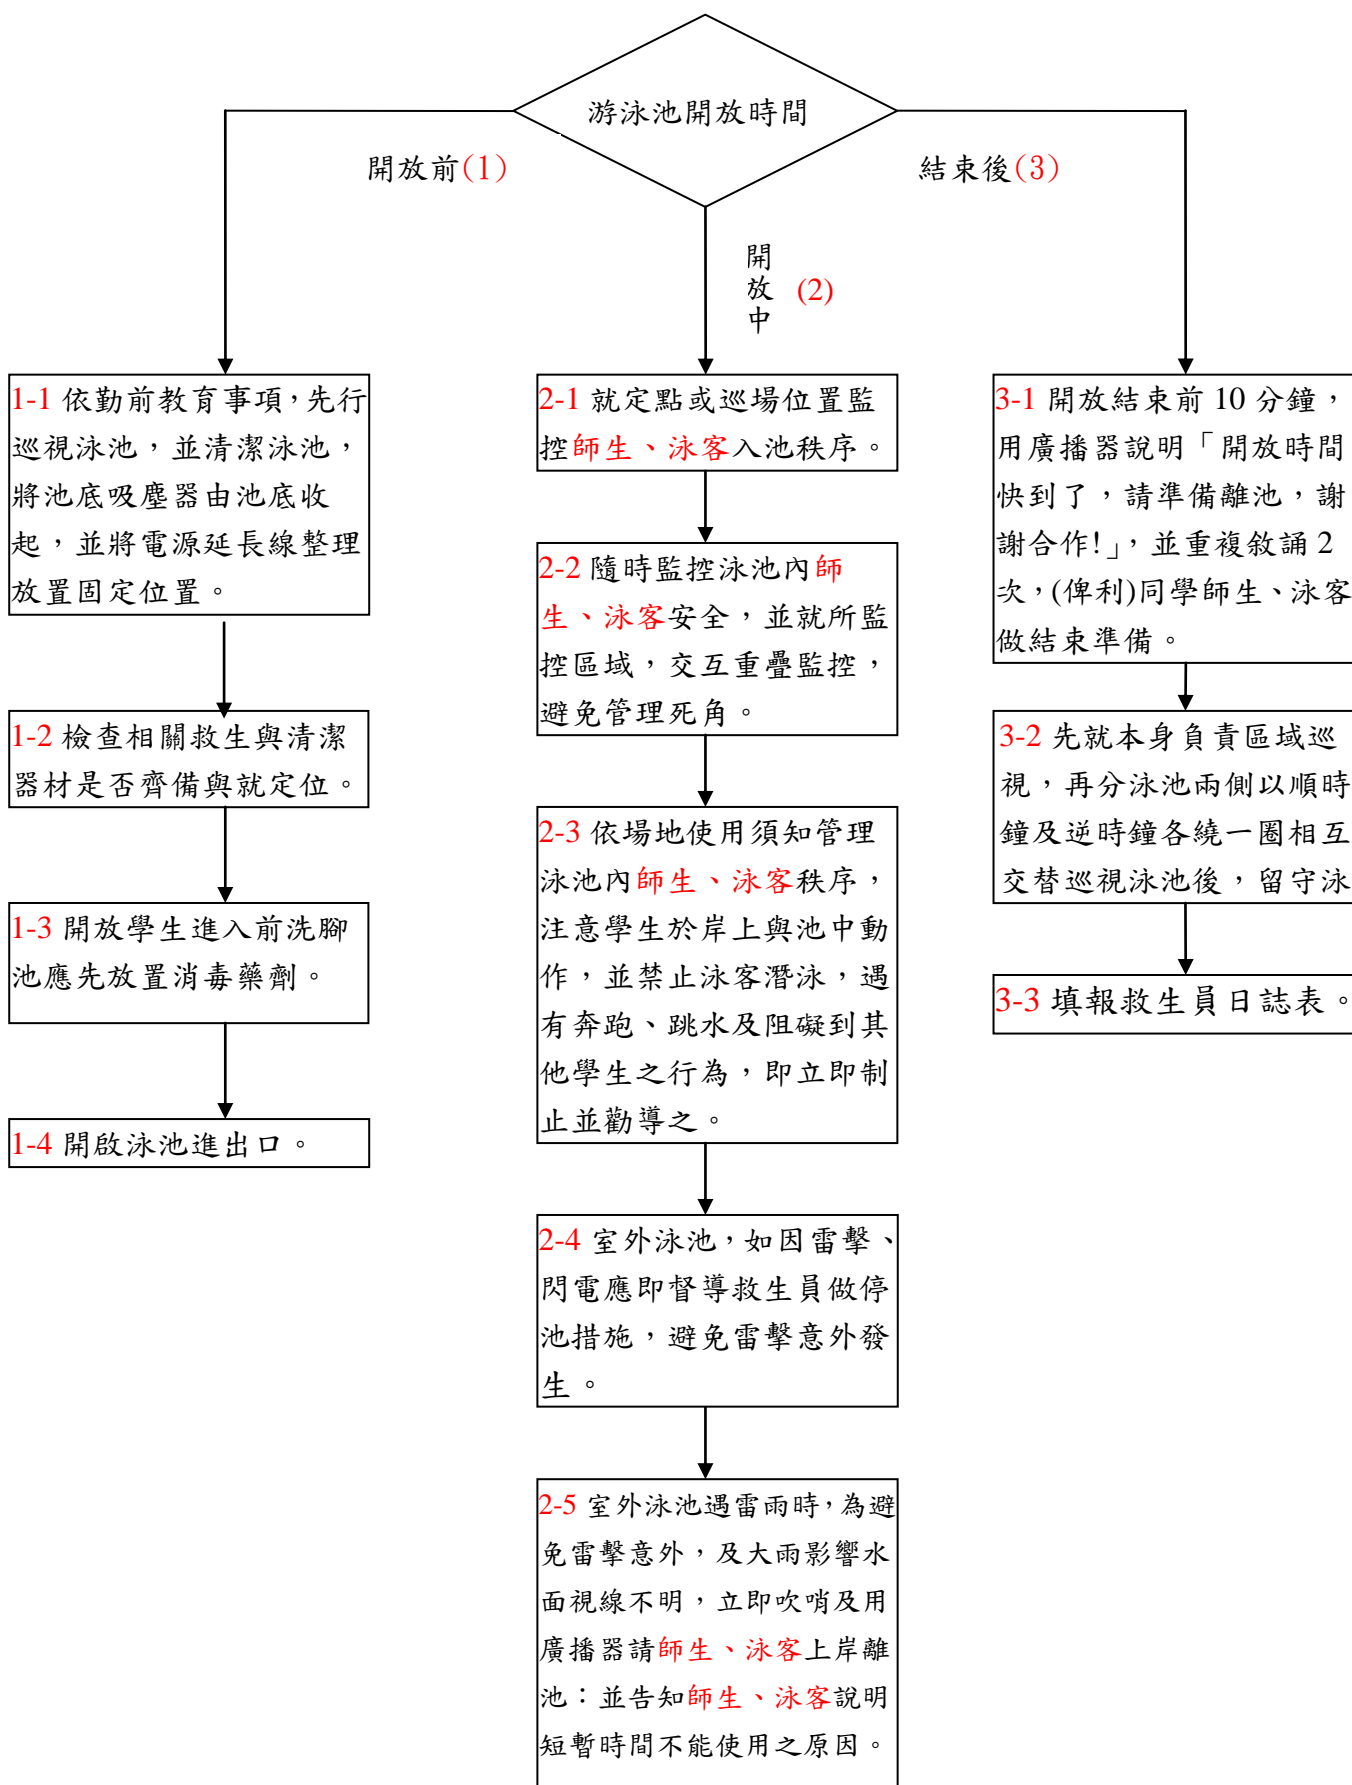 游泳池開放時間
開放前(1)
結束後(3)
開放中 (2)
1-1 依勤前教育事項，先行
巡視泳池，並清潔泳池，
將池底吸塵器由池底收
起，並將電源延長線整理
放置固定位置。
1-2 檢查相關救生與清潔
器材是否齊備與就定位。
1-3 開放學生進入前洗腳
池應先放置消毒藥劑。
1-4 開啟泳池進出口。
2-1 就定點或巡場位置監
控師生、泳客入池秩序。
2-2 隨時監控泳池內師
生、泳客安全，並就所監
控區域，交互重疊監控，
避免管理死角。
2-3 依場地使用須知管理
泳池內師生、泳客秩序，
注意學生於岸上與池中動
作，並禁止泳客潛泳，遇
有奔跑、跳水及阻礙到其
他學生之行為，即立即制
止並勸導之。
2-4 室外泳池，如因雷擊、
閃電應即督導救生員做停
池措施，避免雷擊意外發
生。
2-5 室外泳池遇雷雨時，為避
免雷擊意外，及大雨影響水
面視線不明，立即吹哨及用
廣播器請師生、泳客上岸離
池：並告知師生、泳客說明
短暫時間不能使用之原因。
3-1 開放結束前 10 分鐘，
用廣播器說明「開放時間
快到了，請準備離池，謝
謝合作!」，並重複敘誦 2
次，(俾利)同學師生、泳客
做結束準備。
3-2 先就本身負責區域巡
視，再分泳池兩側以順時
鐘及逆時鐘各繞一圈相互
交替巡視泳池後，留守泳
3-3 填報救生員日誌表。